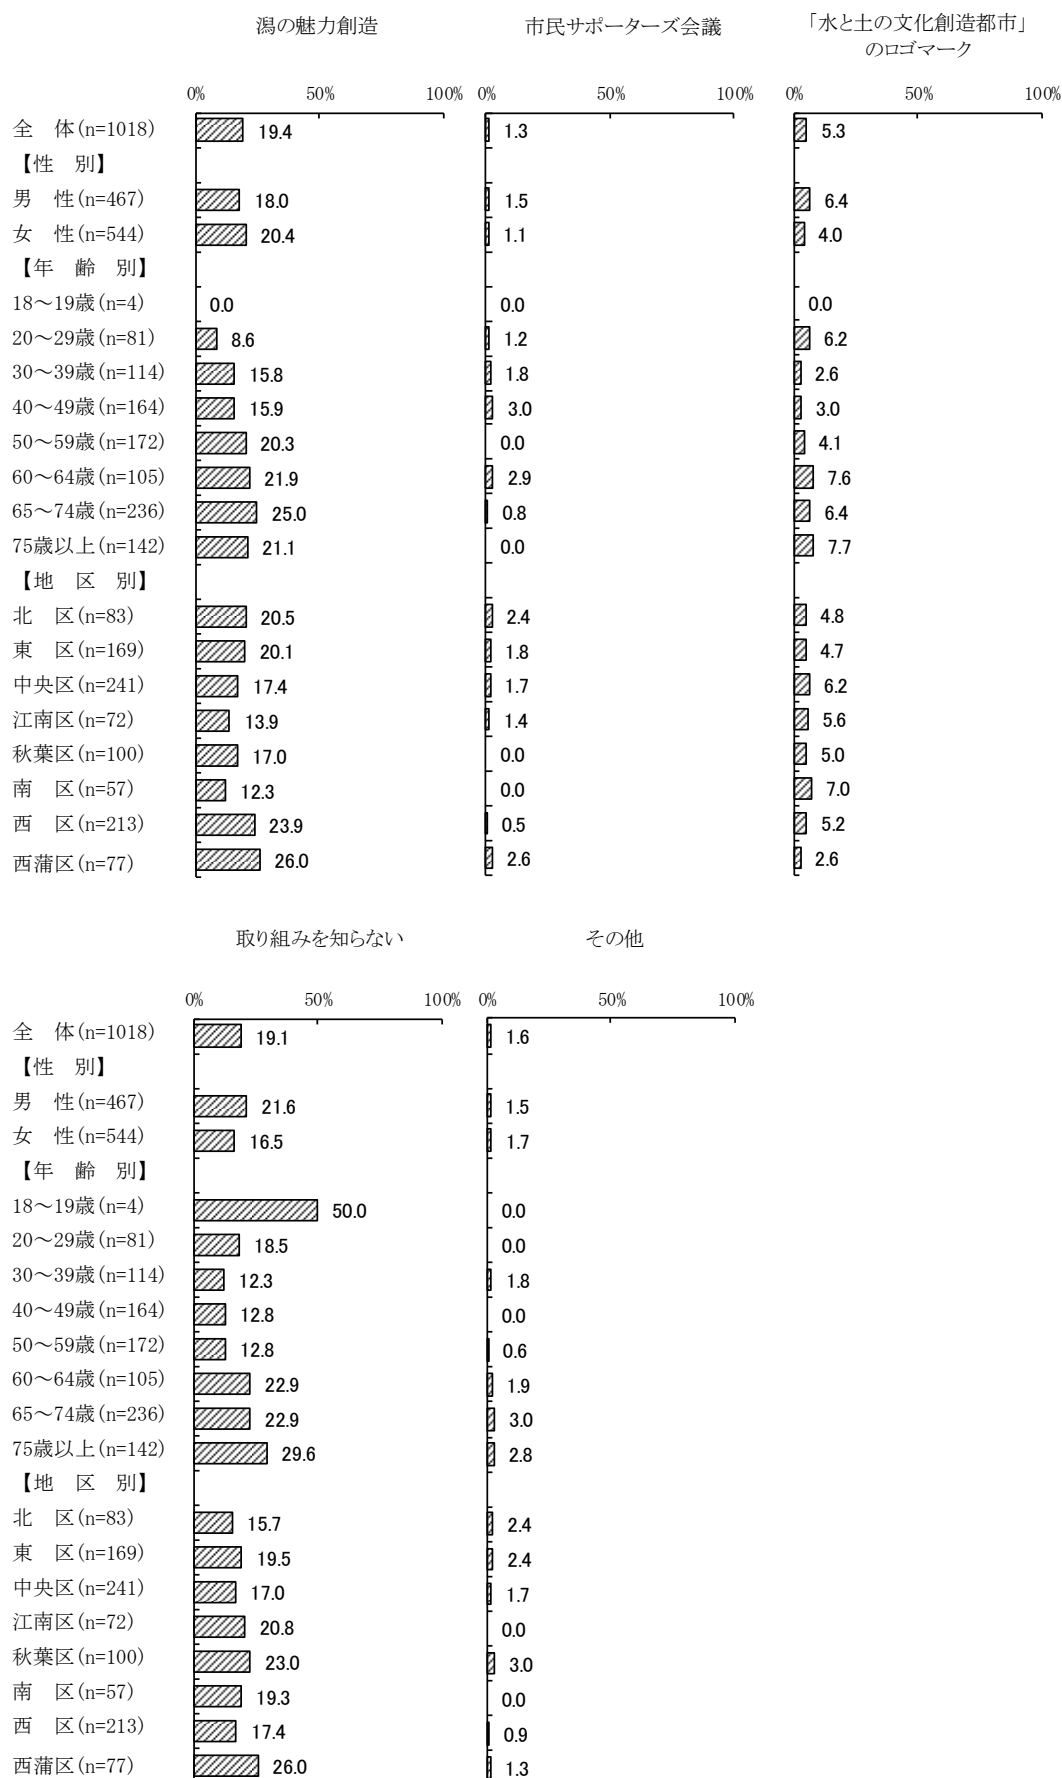 潟の魅力創造 市民サポーターズ会議 「水と土の文化創造都市」
のロゴマーク
0% 50% 100% 0% 50% 100% 0% 50% 100%
全　体(n=1018) 19.4 1.3 5.3
【性　別】
男　性(n=467) 18.0 1.5 6.4
女　性(n=544) 20.4 1.1 4.0
【年　齢　別】
18～19歳(n=4) 0.0 0.0 0.0
20～29歳(n=81) 8.6 1.2 6.2
30～39歳(n=114) 15.8 1.8 2.6
40～49歳(n=164) 15.9 3.0 3.0
50～59歳(n=172) 20.3 0.0 4.1
60～64歳(n=105) 21.9 2.9 7.6
65～74歳(n=236) 25.0 0.8 6.4
75歳以上(n=142) 21.1 0.0 7.7
【地　区　別】
北　区(n=83) 20.5 2.4 4.8
東　区(n=169) 20.1 1.8 4.7
中央区(n=241) 17.4 1.7 6.2
江南区(n=72) 13.9 1.4 5.6
秋葉区(n=100) 17.0 0.0 5.0
南　区(n=57) 12.3 0.0 7.0
西　区(n=213) 23.9 0.5 5.2
西蒲区(n=77) 26.0 2.6 2.6
取り組みを知らない その他
0% 50% 100% 0% 50% 100%
全　体(n=1018) 19.1 1.6
【性　別】
男　性(n=467) 21.6 1.5
女　性(n=544) 16.5 1.7
【年　齢　別】
18～19歳(n=4) 50.0 0.0
20～29歳(n=81) 18.5 0.0
30～39歳(n=114) 12.3 1.8
40～49歳(n=164) 12.8 0.0
50～59歳(n=172) 12.8 0.6
60～64歳(n=105) 22.9 1.9
65～74歳(n=236) 22.9 3.0
75歳以上(n=142) 29.6 2.8
【地　区　別】
北　区(n=83) 15.7 2.4
東　区(n=169) 19.5 2.4
中央区(n=241) 17.0 1.7
江南区(n=72) 20.8 0.0
秋葉区(n=100) 23.0 3.0
南　区(n=57) 19.3 0.0
西　区(n=213) 17.4 0.9
西蒲区(n=77) 26.0 1.3